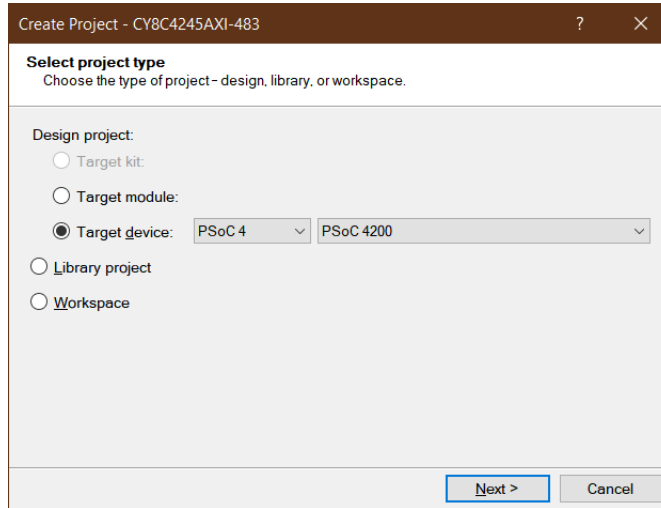 Create Project - CY8C4245AXI-483 ? ×
Select project type
Choose the type of project - design, library, or workspace.
Design project:
Target kit:
Target module:
Target device: PSoC 4 PSoC 4200
Library project
Workspace
Next > Cancel